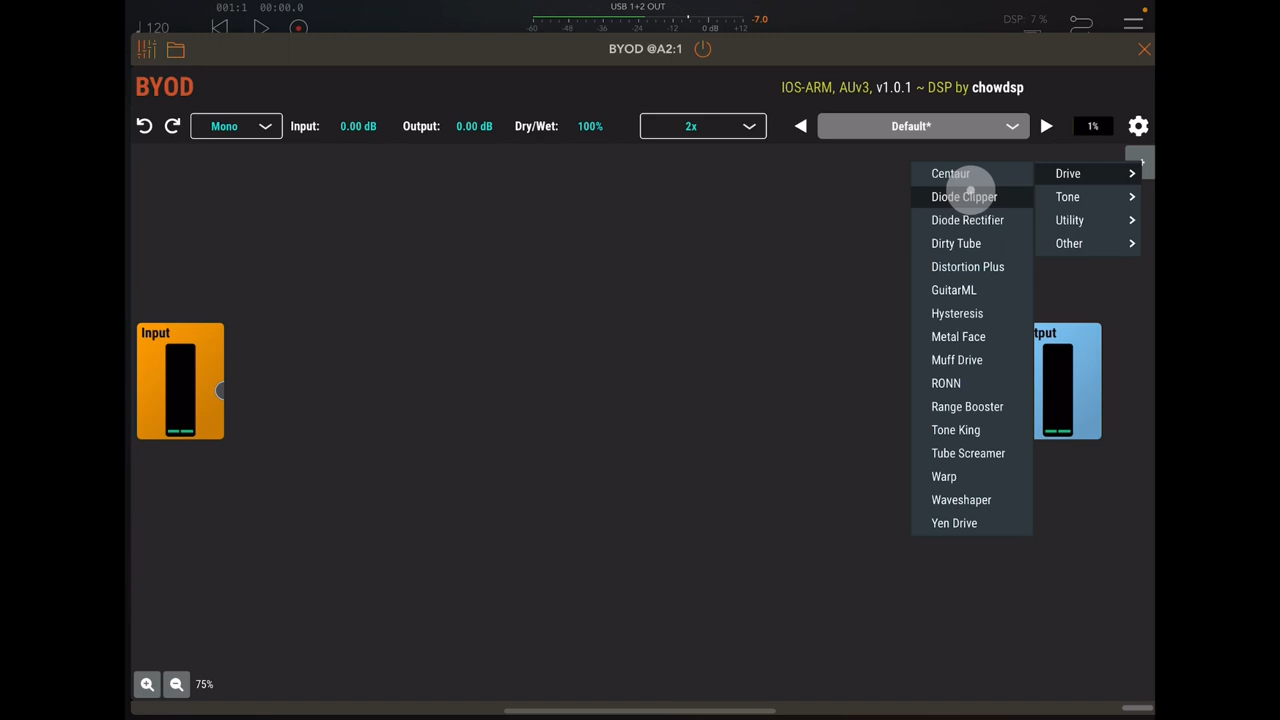 001:1 00:00.0
USB 1+2 OUT
♩120
-60 -48 -36 -24 -12 0 dB +12
-7.0
DSP: 7 %
BYOD @A2:1
BYOD
IOS-ARM, AUv3, v1.0.1 ~ DSP by chowdsp
Mono Input: 0.00 dB Output: 0.00 dB Dry/Wet: 100% 2x Default* 1%
Centaur
Diode Clipper
Diode Rectifier
Dirty Tube
Distortion Plus
GuitarML
Hysteresis
Metal Face
Muff Drive
RONN
Range Booster
Tone King
Tube Screamer
Warp
Waveshaper
Yen Drive
Drive
Tone
Utility
Other
Input
tput
75%